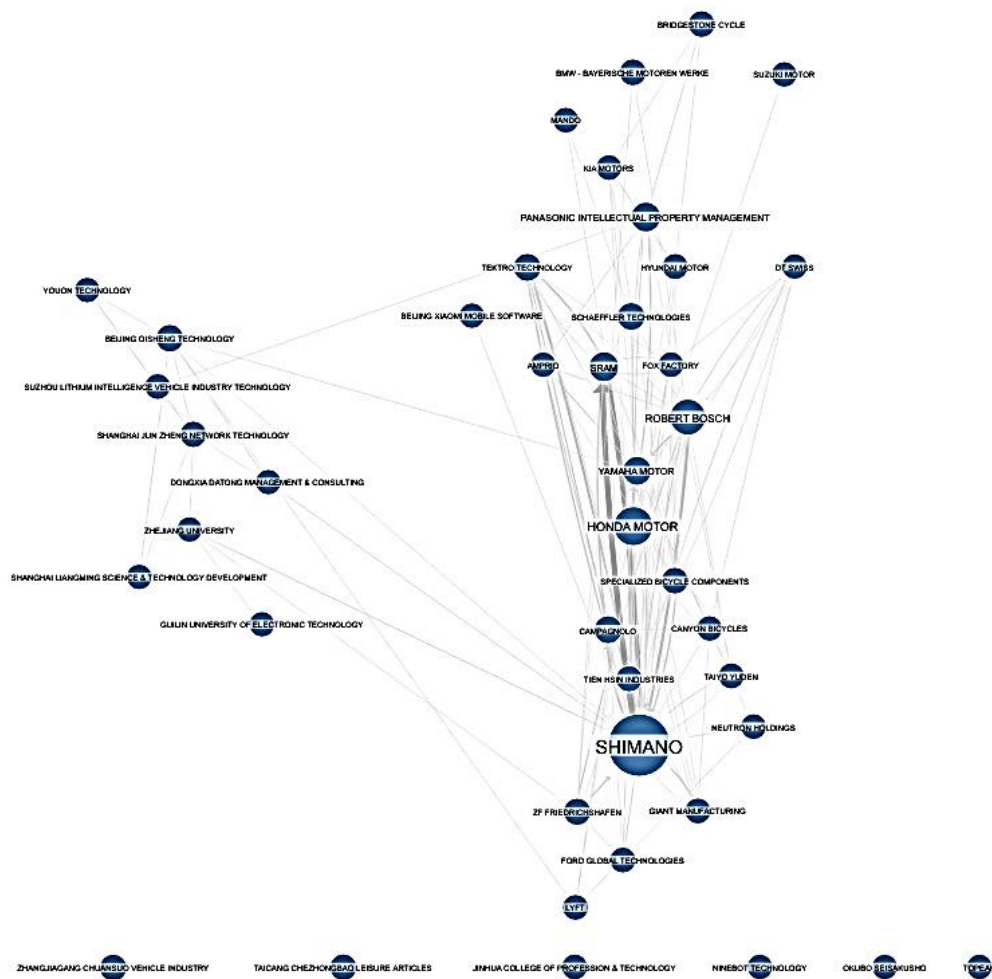 BRIDGESTONE CYCLE
BMW - BAYERISCHE MOTOREN WERKE
SUZUKI MOTOR
MANDO
KIA MOTORS
PANASONIC INTELLECTUAL PROPERTY MANAGEMENT
TEKTRO TECHNOLOGY
HYUNDAI MOTOR
DT SWISS
YOUON TECHNOLOGY
BEIJING XIAOMI MOBILE SOFTWARE
SCHAEFFLER TECHNOLOGIES
BEIJING QISHENG TECHNOLOGY
AMPRIO
SRAM
FOX FACTORY
SUZHOU LITHIUM INTELLIGENCE VEHICLE INDUSTRY TECHNOLOGY
ROBERT BOSCH
SHANGHAI JUN ZHENG NETWORK TECHNOLOGY
YAMAHA MOTOR
DONGXIA DATONG MANAGEMENT & CONSULTING
HONDA MOTOR
ZHEJIANG UNIVERSITY
SHANGHAI LIANGMING SCIENCE & TECHNOLOGY DEVELOPMENT
SPECIALIZED BICYCLE COMPONENTS
GUILIN UNIVERSITY OF ELECTRONIC TECHNOLOGY
CAMPAGNOLO
CANYON BICYCLES
TIEN HSIN INDUSTRIES
TAIYO YUDEN
NEUTRON HOLDINGS
SHIMANO
ZF FRIEDRICHSHAFEN
GIANT MANUFACTURING
FORD GLOBAL TECHNOLOGIES
LYFT
ZHANGJIAGANG CHUANSUO VEHICLE INDUSTRY
TAICANG CHEZHONGBAO LEISURE ARTICLES
JINHUA COLLEGE OF PROFESSION & TECHNOLOGY
NINEBOT TECHNOLOGY
OKUBO SEISAKUSHO
TOPEA